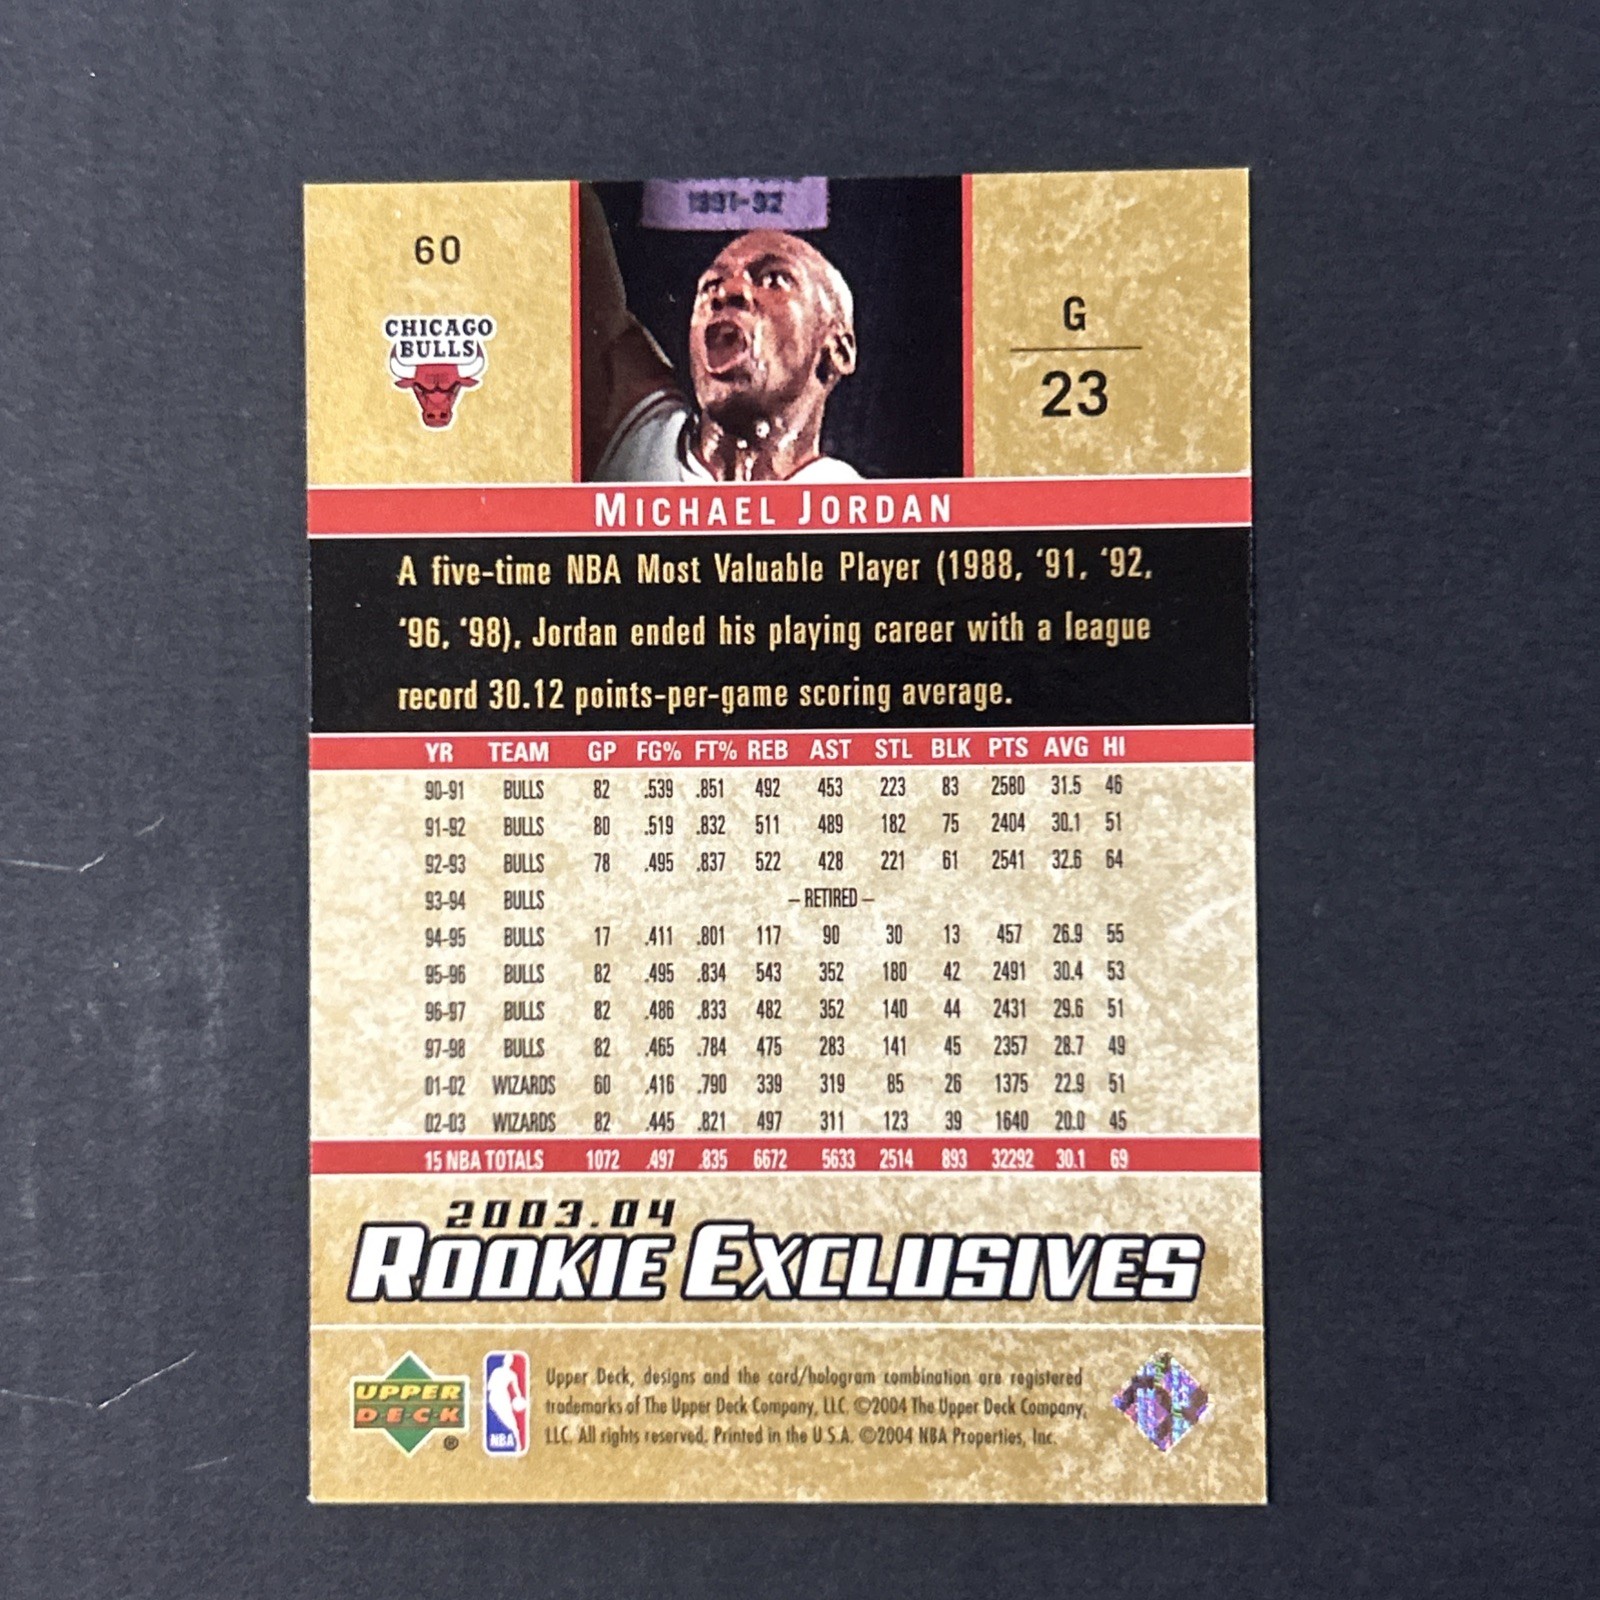 1991-92
60
CHICAGO
BULLS
G
23
MICHAEL JORDAN
A five-time NBA Most Valuable Player (1988, '91, '92,
'96, '98), Jordan ended his playing career with a league
record 30.12 points-per-game scoring average.
YR TEAM GP FG% FT% REB AST STL BLK PTS AVG HI
90-91 BULLS 82 .539 .851 492 453 223 83 2580 31.5 46
91-92 BULLS 80 .519 .832 511 489 182 75 2404 30.1 51
92-93 BULLS 78 .495 .837 522 428 221 61 2541 32.6 64
93-94 BULLS – RETIRED –
94-95 BULLS 17 .411 .801 117 90 30 13 457 26.9 55
95-96 BULLS 82 .495 .834 543 352 180 42 2491 30.4 53
96-97 BULLS 82 .486 .833 482 352 140 44 2431 29.6 51
97-98 BULLS 82 .465 .784 475 283 141 45 2357 28.7 49
01-02 WIZARDS 60 .416 .790 339 319 85 26 1375 22.9 51
02-03 WIZARDS 82 .445 .821 497 311 123 39 1640 20.0 45
15 NBA TOTALS 1072 .497 .835 6672 5633 2514 893 32292 30.1 69
2003.04
ROOKIE EXCLUSIVES
UPPER
DECK
®
NBA
Upper Deck, designs and the card/hologram combination are registered
trademarks of The Upper Deck Company, LLC. ©2004 The Upper Deck Company,
LLC. All rights reserved. Printed in the U.S.A. ©2004 NBA Properties, Inc.